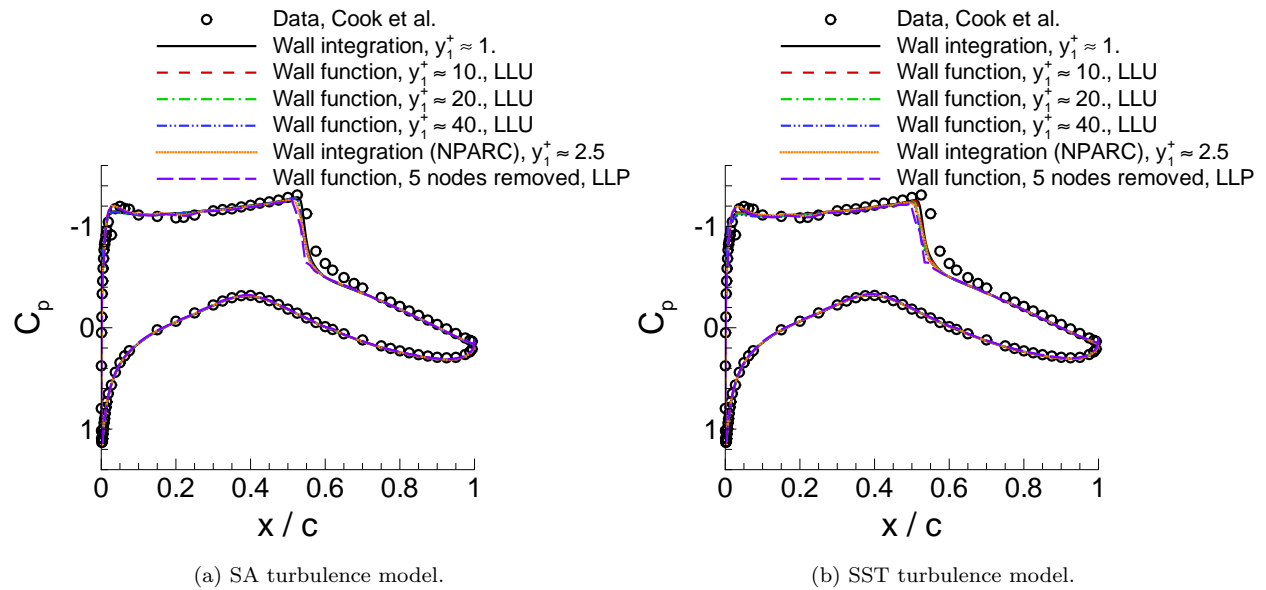 Data, Cook et al.
Wall integration, y₁⁺ ≈ 1.
Wall function, y₁⁺ ≈ 10., LLU
Wall function, y₁⁺ ≈ 20., LLU
Wall function, y₁⁺ ≈ 40., LLU
Wall integration (NPARC), y₁⁺ ≈ 2.5
Wall function, 5 nodes removed, LLP
-1
0
1
Cₚ
0 0.2 0.4 0.6 0.8 1
x / c
(a) SA turbulence model.
Data, Cook et al.
Wall integration, y₁⁺ ≈ 1.
Wall function, y₁⁺ ≈ 10., LLU
Wall function, y₁⁺ ≈ 20., LLU
Wall function, y₁⁺ ≈ 40., LLU
Wall integration (NPARC), y₁⁺ ≈ 2.5
Wall function, 5 nodes removed, LLP
-1
0
1
Cₚ
0 0.2 0.4 0.6 0.8 1
x / c
(b) SST turbulence model.